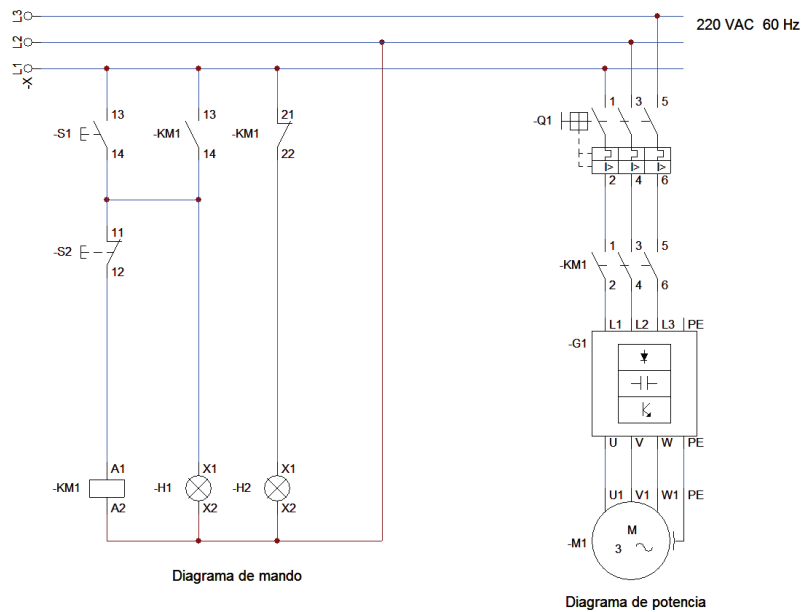 L3
220 VAC 60 Hz
L2
L1
-X
13
-S1
14
13
-KM1
14
21
-KM1
22
11
-S2
12
A1
-KM1
A2
X1
-H1
X2
X1
-H2
X2
Diagrama de mando
1 3 5
-Q1
I> I> I>
2 4 6
1 3 5
-KM1
2 4 6
L1 L2 L3 PE
-G1
U V W PE
U1 V1 W1 PE
-M1
M
3
Diagrama de potencia